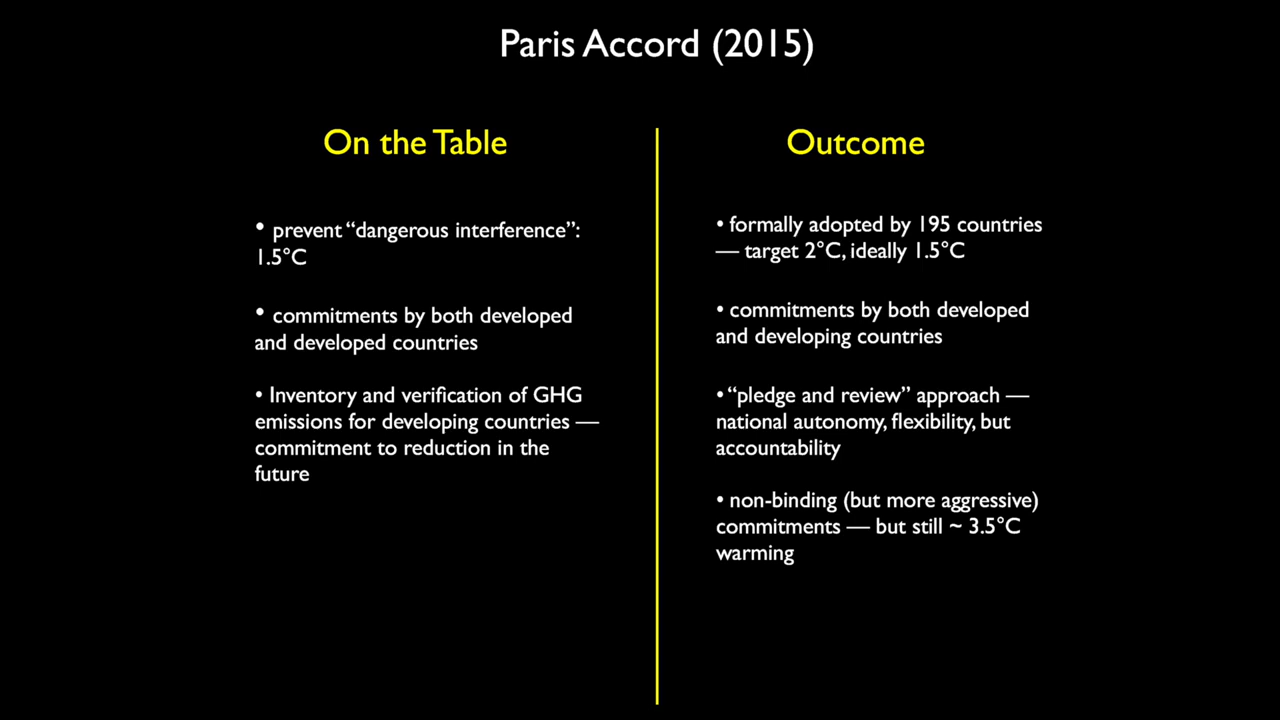 Paris Accord (2015)
On the Table
• prevent “dangerous interference”:
1.5°C
• commitments by both developed
and developed countries
• Inventory and verification of GHG
emissions for developing countries —
commitment to reduction in the
future
Outcome
• formally adopted by 195 countries
— target 2°C, ideally 1.5°C
• commitments by both developed
and developing countries
• “pledge and review” approach —
national autonomy, flexibility, but
accountability
• non-binding (but more aggressive)
commitments — but still ~ 3.5°C
warming